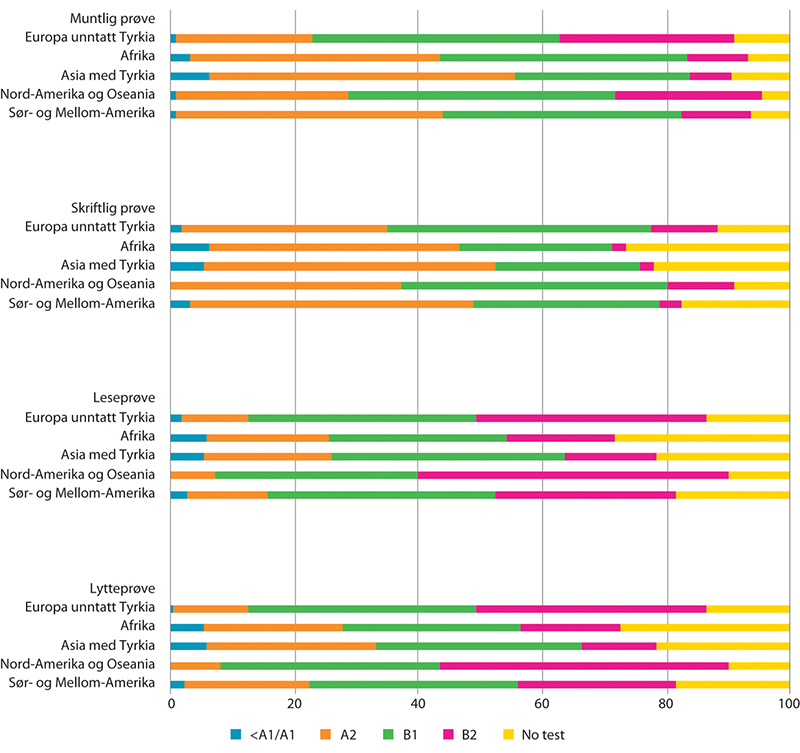 Muntlig prøve
Europa unntatt Tyrkia
Afrika
Asia med Tyrkia
Nord-Amerika og Oseania
Sør- og Mellom-Amerika
Skriftlig prøve
Europa unntatt Tyrkia
Afrika
Asia med Tyrkia
Nord-Amerika og Oseania
Sør- og Mellom-Amerika
Leseprøve
Europa unntatt Tyrkia
Afrika
Asia med Tyrkia
Nord-Amerika og Oseania
Sør- og Mellom-Amerika
Lytteprøve
Europa unntatt Tyrkia
Afrika
Asia med Tyrkia
Nord-Amerika og Oseania
Sør- og Mellom-Amerika
0 20 40 60 80 100
<A1/A1 A2 B1 B2 No test